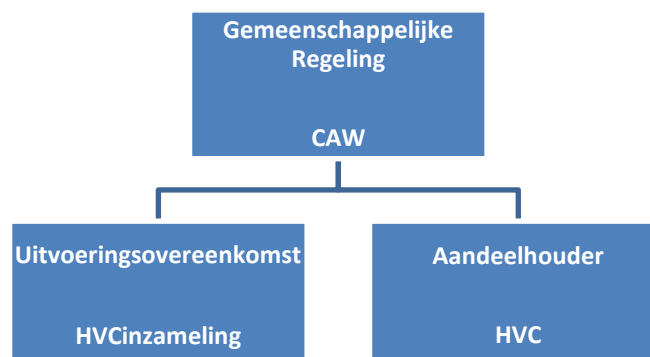 Gemeenschappelijke
Regeling
CAW
Uitvoeringsovereenkomst
HVCinzameling
Aandeelhouder
HVC